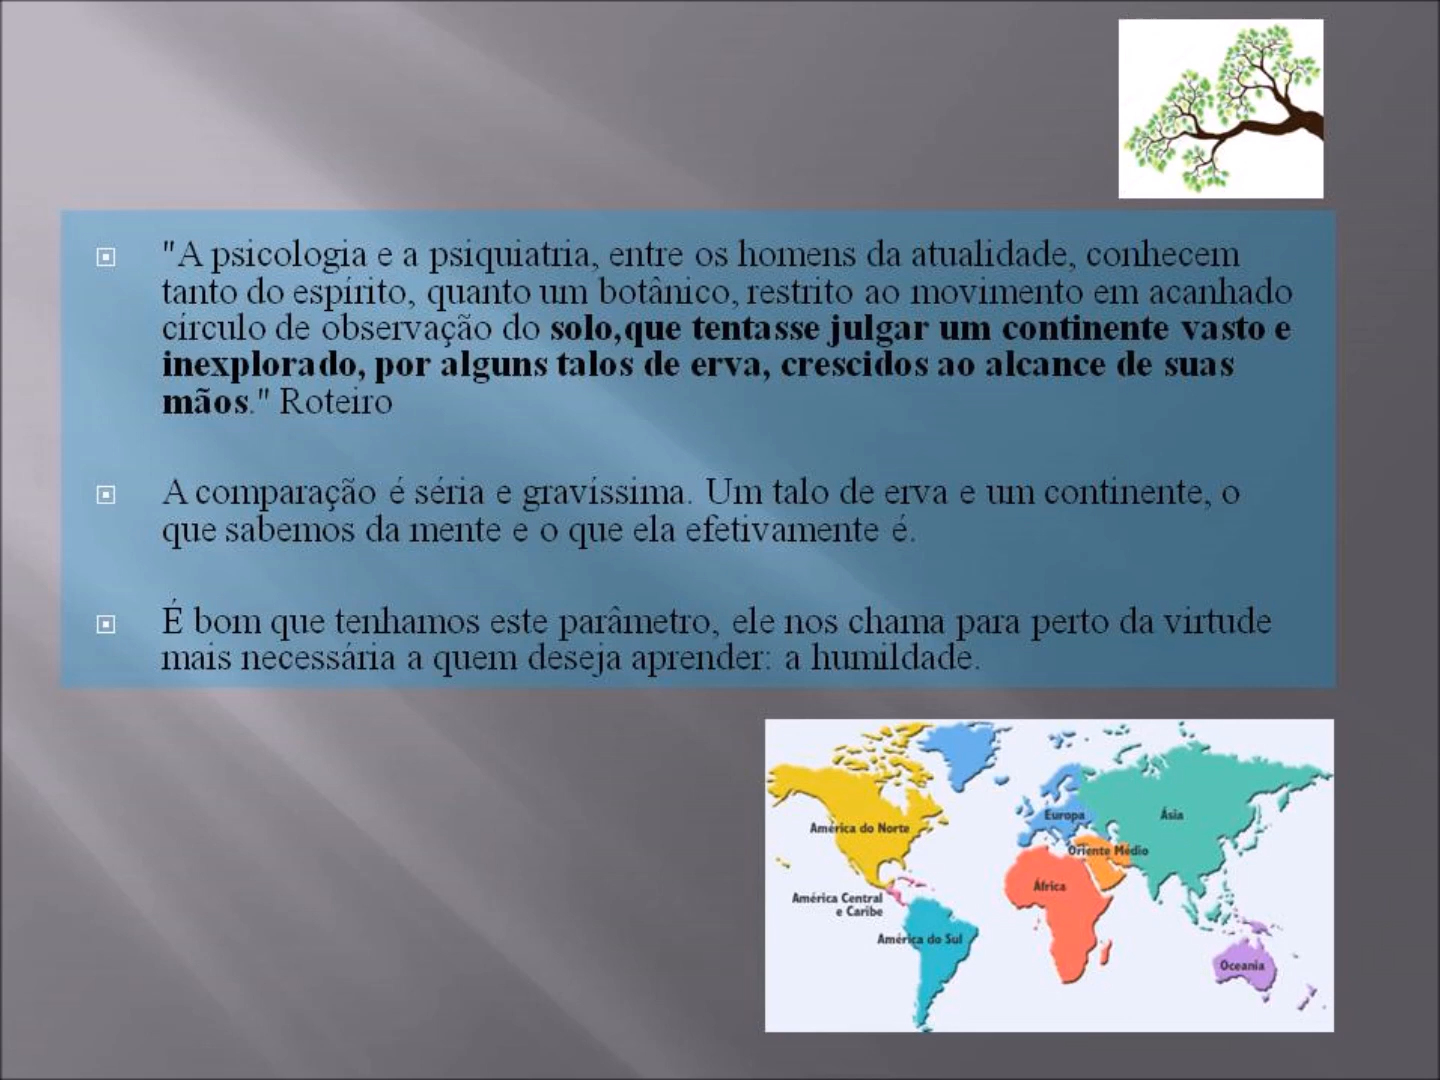 "A psicologia e a psiquiatria, entre os homens da atualidade, conhecem
tanto do espírito, quanto um botânico, restrito ao movimento em acanhado
círculo de observação do solo,que tentasse julgar um continente vasto e
inexplorado, por alguns talos de erva, crescidos ao alcance de suas
mãos." Roteiro
A comparação é séria e gravíssima. Um talo de erva e um continente, o
que sabemos da mente e o que ela efetivamente é.
É bom que tenhamos este parâmetro, ele nos chama para perto da virtude
mais necessária a quem deseja aprender: a humildade.
América do Norte
Europa
Ásia
Oriente Médio
África
América Central
e Caribe
América do Sul
Oceania